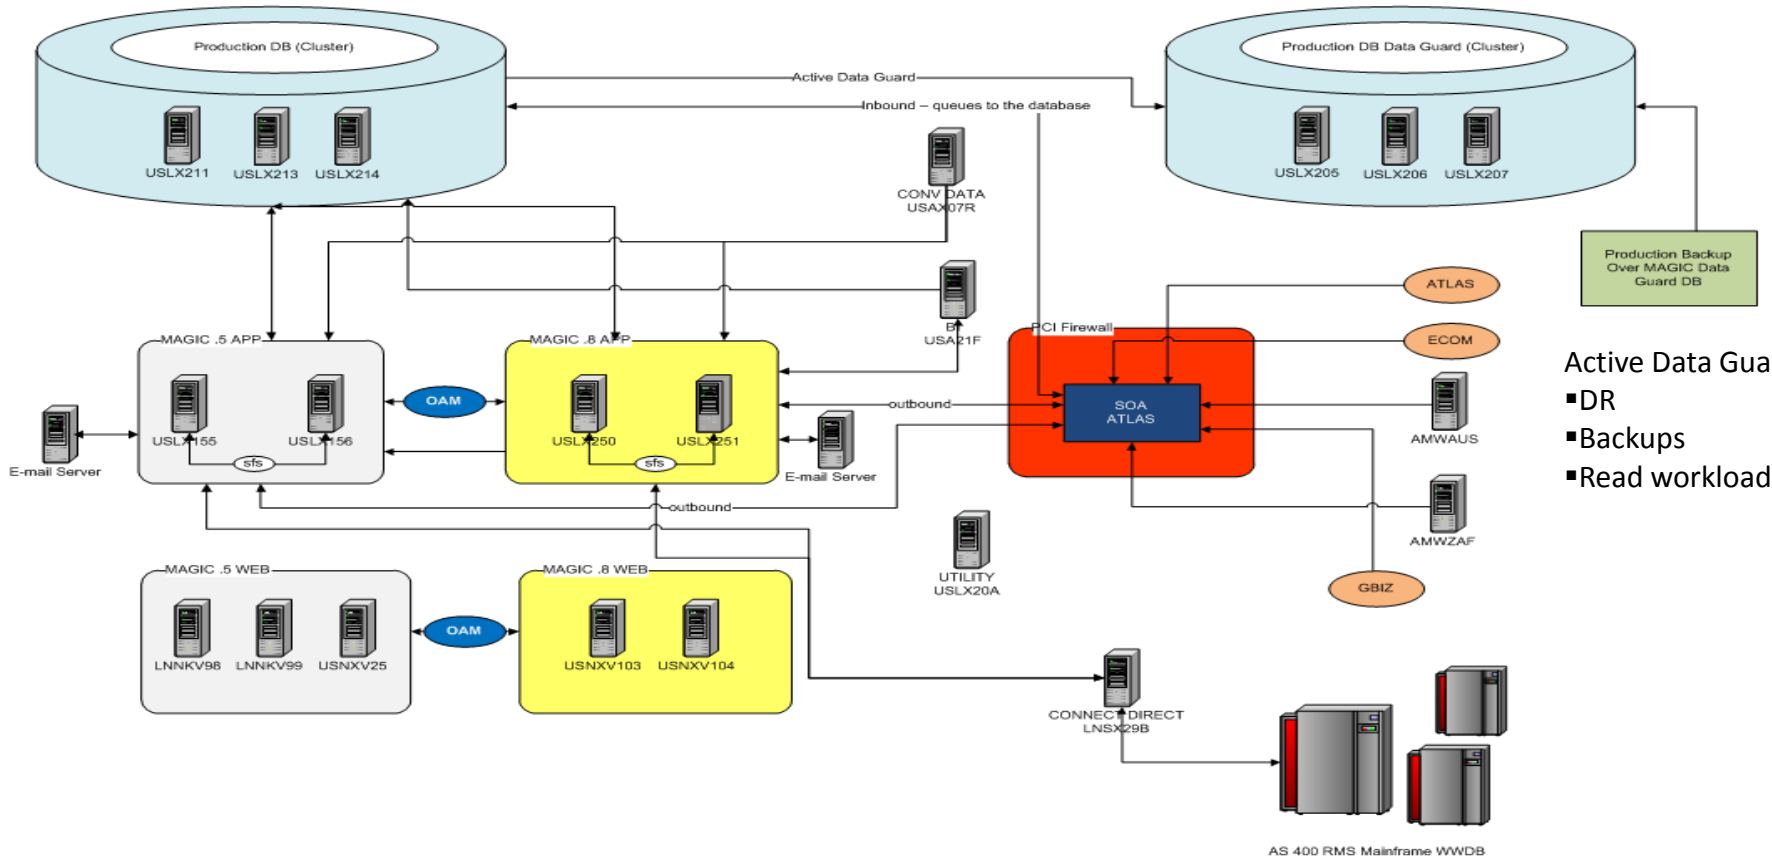 Production DB (Cluster)
Production DB Data Guard (Cluster)
Active Data Guard
Inbound – queues to the database
USLX211
USLX213
USLX214
USLX205
USLX206
USLX207
CONV DATA
USAX07R
Production Backup
Over MAGIC Data
Guard DB
ATLAS
ECOM
USA21F
PCI Firewall
MAGIC .5 APP
MAGIC .8 APP
Active Data Gua
▪DR
▪Backups
▪Read workload
OAM
outbound
SOA
ATLAS
USLX155
USLX156
USLX250
USLX251
AMWAUS
sfs
sfs
E-mail Server
E-mail Server
outbound
AMWZAF
UTILITY
USLX20A
MAGIC .5 WEB
MAGIC .8 WEB
GBIZ
OAM
LNNKV98
LNNKV99
USNXV25
USNXV103
USNXV104
CONNECT DIRECT
LNSX29B
AS 400 RMS Mainframe WWDB